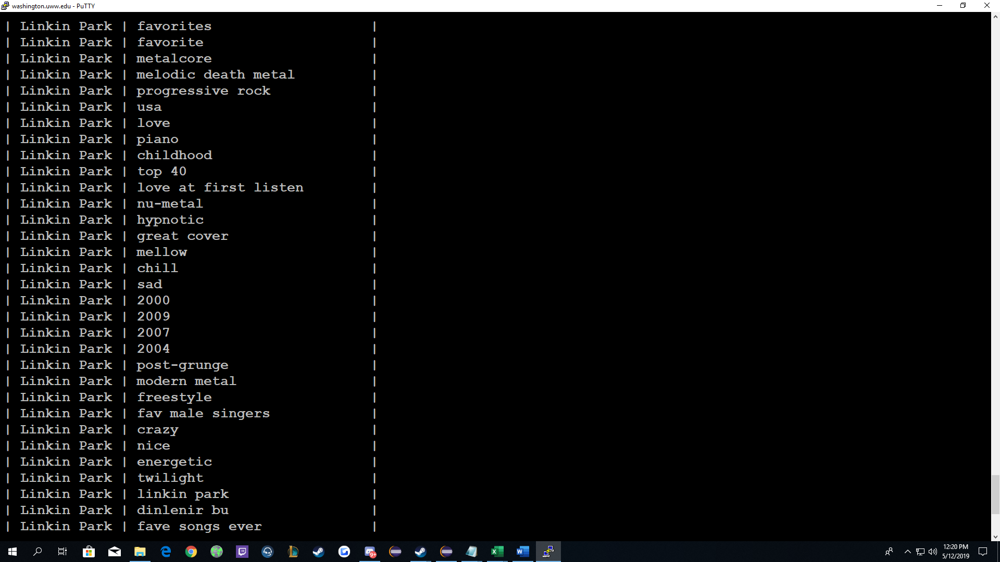 washington.uww.edu - PuTTY
| Linkin Park | favorites |
| Linkin Park | favorite |
| Linkin Park | metalcore |
| Linkin Park | melodic death metal |
| Linkin Park | progressive rock |
| Linkin Park | usa |
| Linkin Park | love |
| Linkin Park | piano |
| Linkin Park | childhood |
| Linkin Park | top 40 |
| Linkin Park | love at first listen |
| Linkin Park | nu-metal |
| Linkin Park | hypnotic |
| Linkin Park | great cover |
| Linkin Park | mellow |
| Linkin Park | chill |
| Linkin Park | sad |
| Linkin Park | 2000 |
| Linkin Park | 2009 |
| Linkin Park | 2007 |
| Linkin Park | 2004 |
| Linkin Park | post-grunge |
| Linkin Park | modern metal |
| Linkin Park | freestyle |
| Linkin Park | fav male singers |
| Linkin Park | crazy |
| Linkin Park | nice |
| Linkin Park | energetic |
| Linkin Park | twilight |
| Linkin Park | linkin park |
| Linkin Park | dinlenir bu |
| Linkin Park | fave songs ever |
9+
12:20 PM
5/12/2019